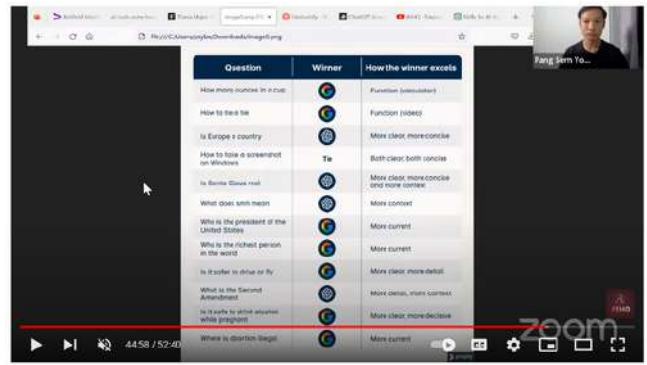 Pang Sern Yo...
Question Winner How the winner excels
How many ounces in a cup Function (calculator)
How to tie a tie Function (video)
Is Europe a country More clear, more concise
How to take a screenshot
on Windows
Tie Both clear, both concise
Is Santa Claus real More clear, more concise
and more context
What does smh mean More context
Who is the president of the
United States
More current
Who is the richest person
in the world
More current
Is it safer to drive or fly More clear, more detail
What is the Second
Amendment
More detail, more context
Is it safe to drink alcohol
while pregnant
More clear, more decisive
Where is abortion illegal More current
zoom
44:58 / 52:40